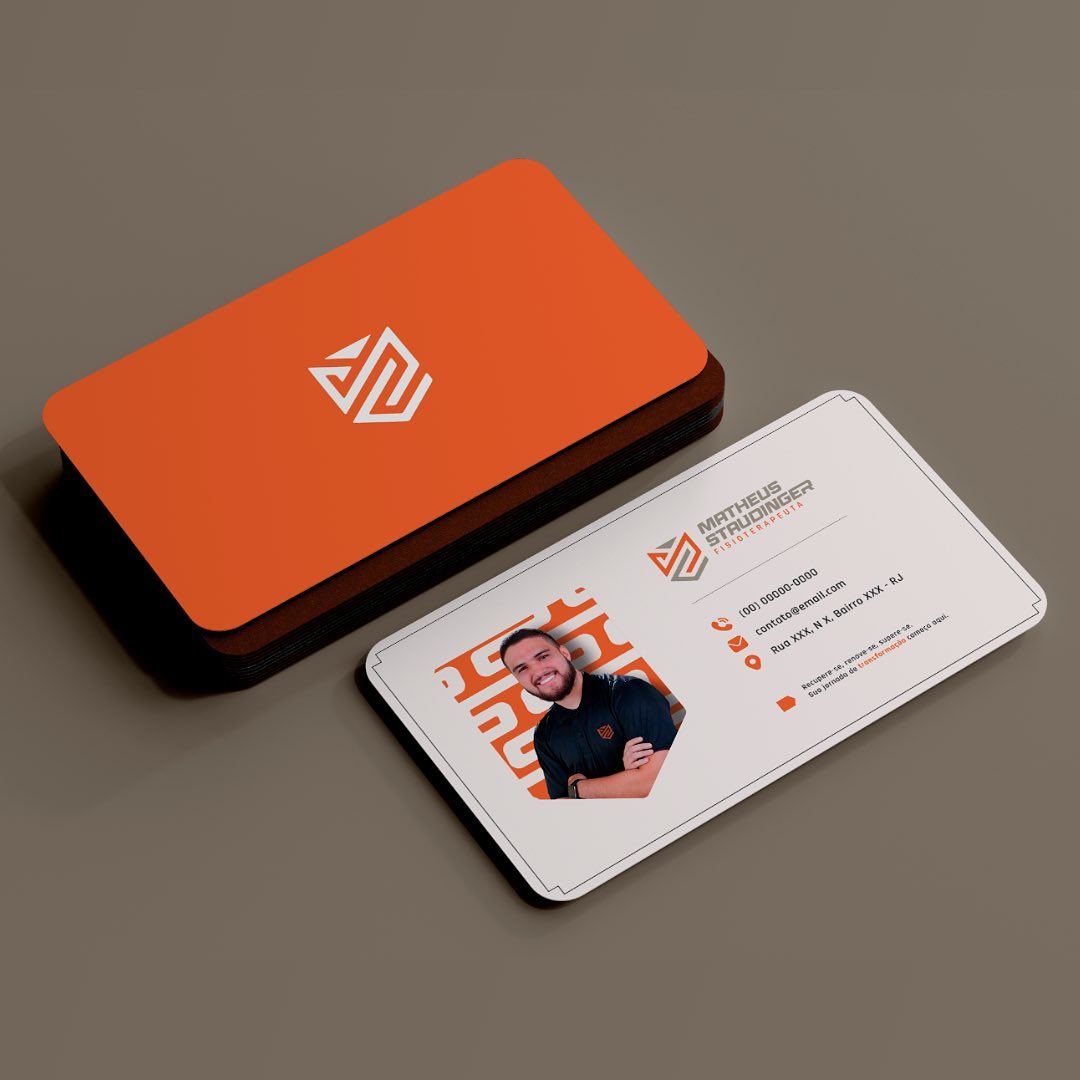 MATHEUS
STAUDINGER
FISIOTERAPEUTA
(00) 00000-0000
contato@email.com
Rua XXX, N X, Bairro XXX - RJ
Recupere-se, renove-se, supere-se.
Sua jornada de transformação começa aqui.